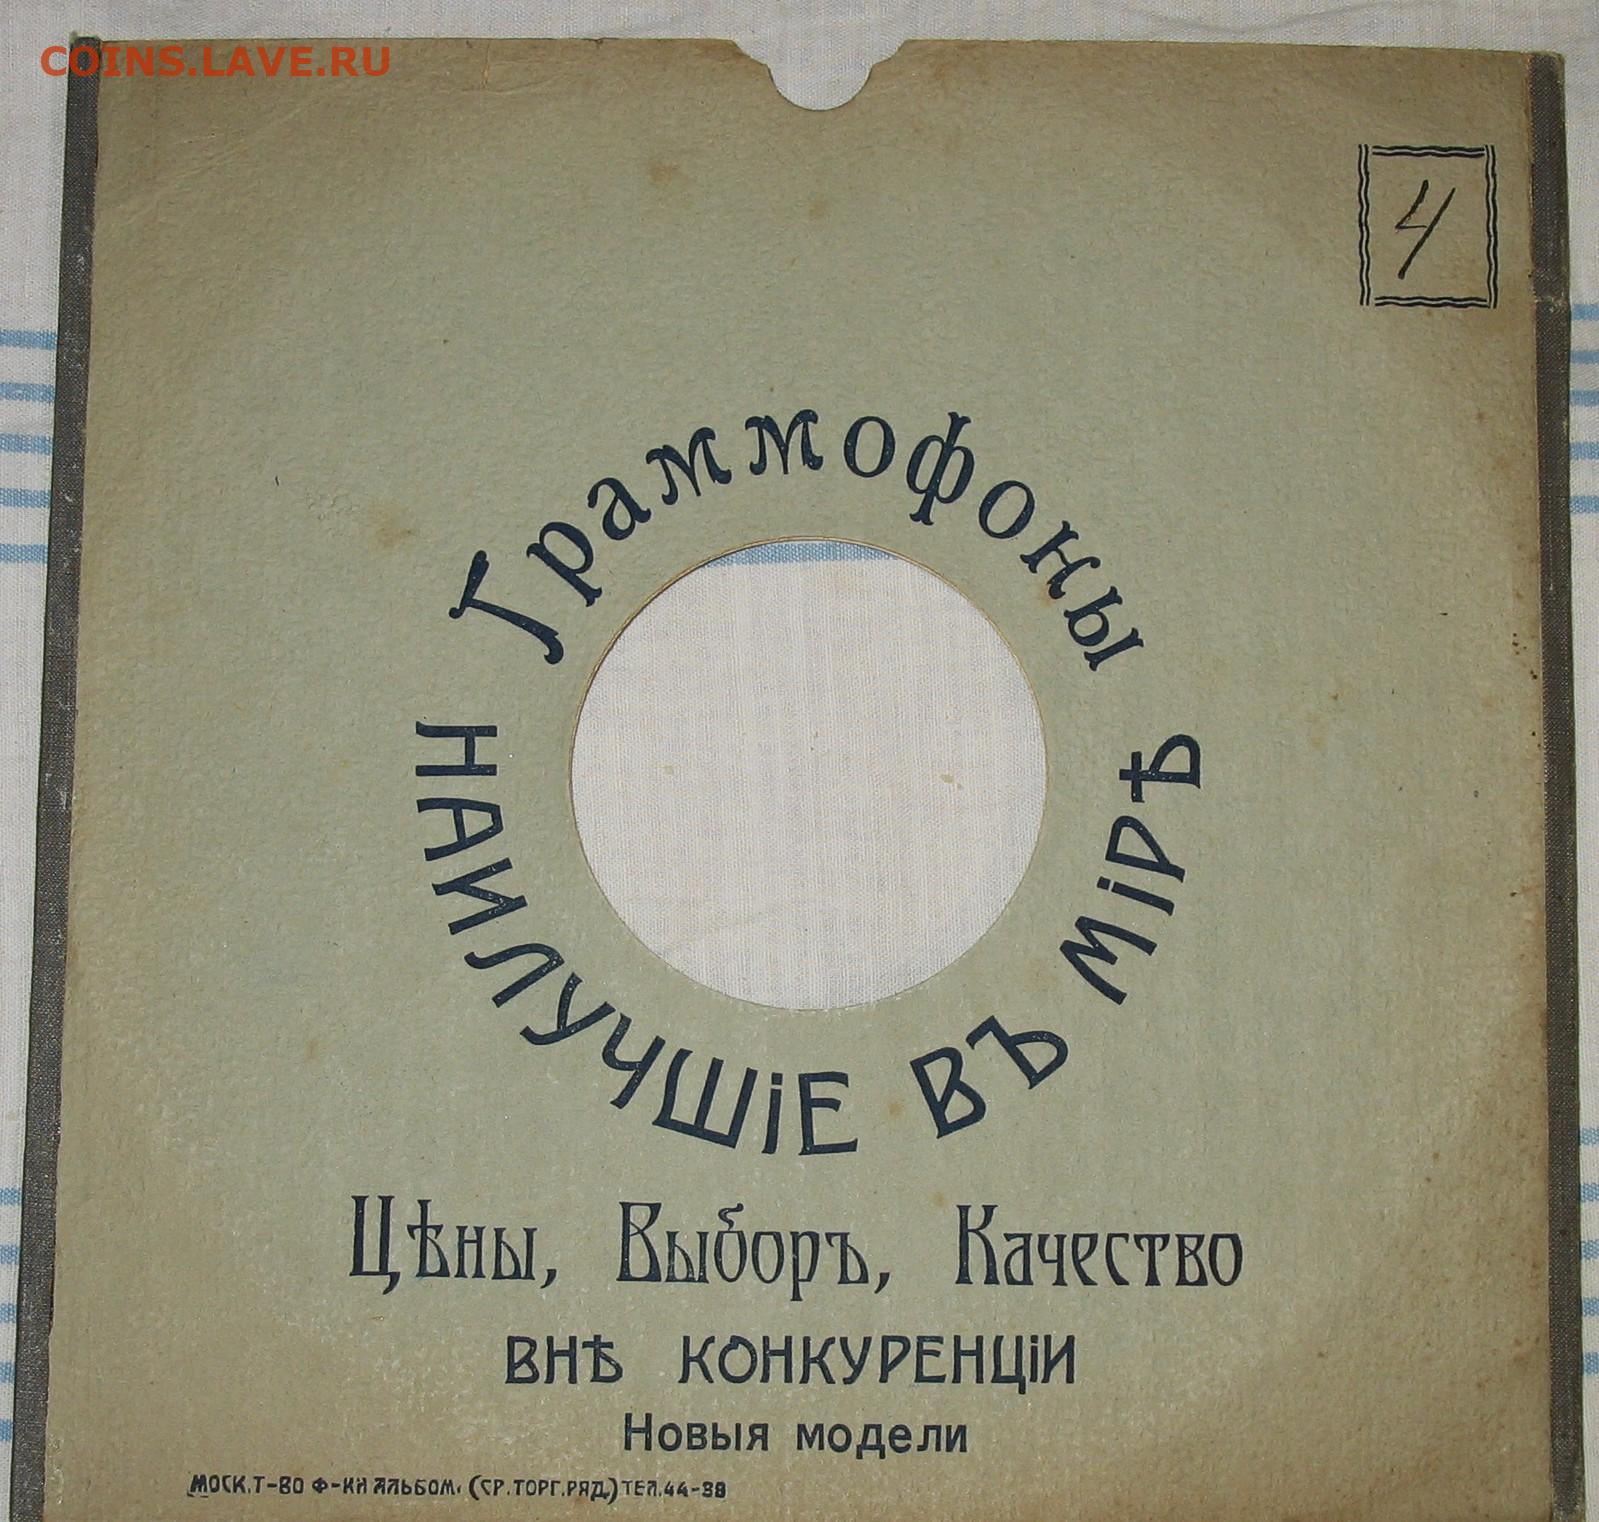 COINS.LAVE.RU
4
Граммофоны
НАИЛУЧШіЕ ВЪ МіРѢ
Цѣны, Выборъ, Качество
ВНѢ КОНКУРЕНЦіИ
Новыя модели
МОСК.Т-ВО Ф-КИ АЛЬБОМ. (СР.ТОРГ.РЯД.) ТЕЛ.44-38